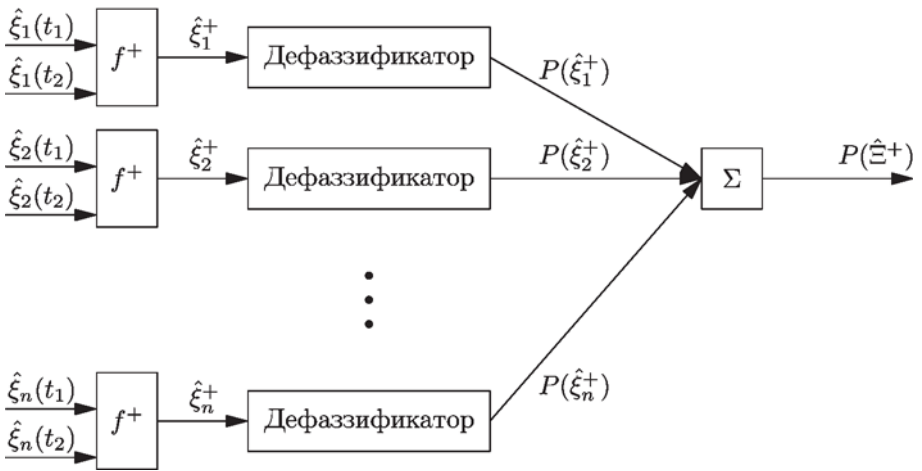 ξ̂₁(t₁)
ξ̂₁(t₂)
f⁺
ξ̂₁⁺
Дефаззификатор
P(ξ̂₁⁺)
ξ̂₂(t₁)
ξ̂₂(t₂)
f⁺
ξ̂₂⁺
Дефаззификатор
P(ξ̂₂⁺)
Σ
P(Ξ̂⁺)
ξ̂ₙ(t₁)
ξ̂ₙ(t₂)
f⁺
ξ̂ₙ⁺
Дефаззификатор
P(ξ̂ₙ⁺)